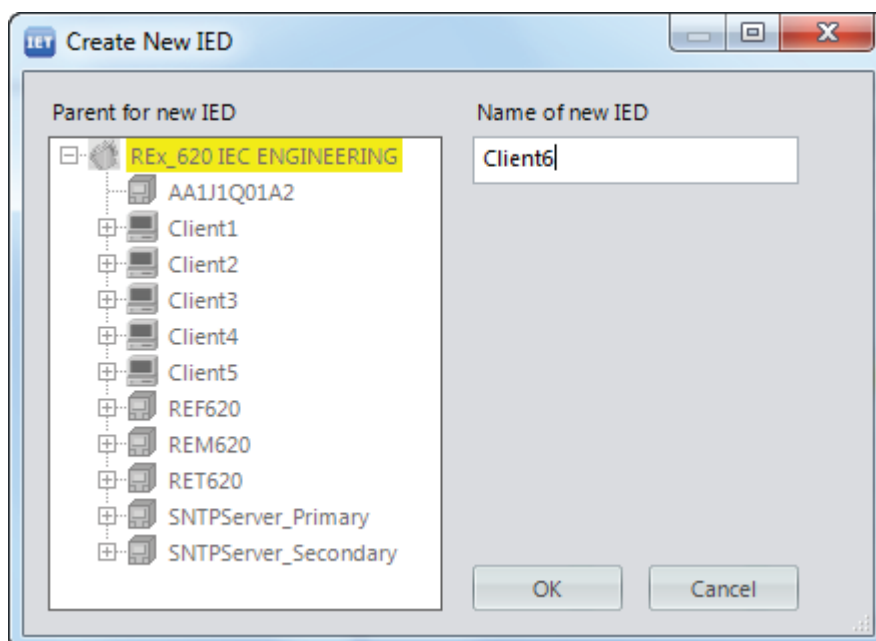 IET Create New IED
Parent for new IED
REx_620 IEC ENGINEERING
AA1J1Q01A2
Client1
Client2
Client3
Client4
Client5
REF620
REM620
RET620
SNTPServer_Primary
SNTPServer_Secondary
Name of new IED
Client6
OK Cancel